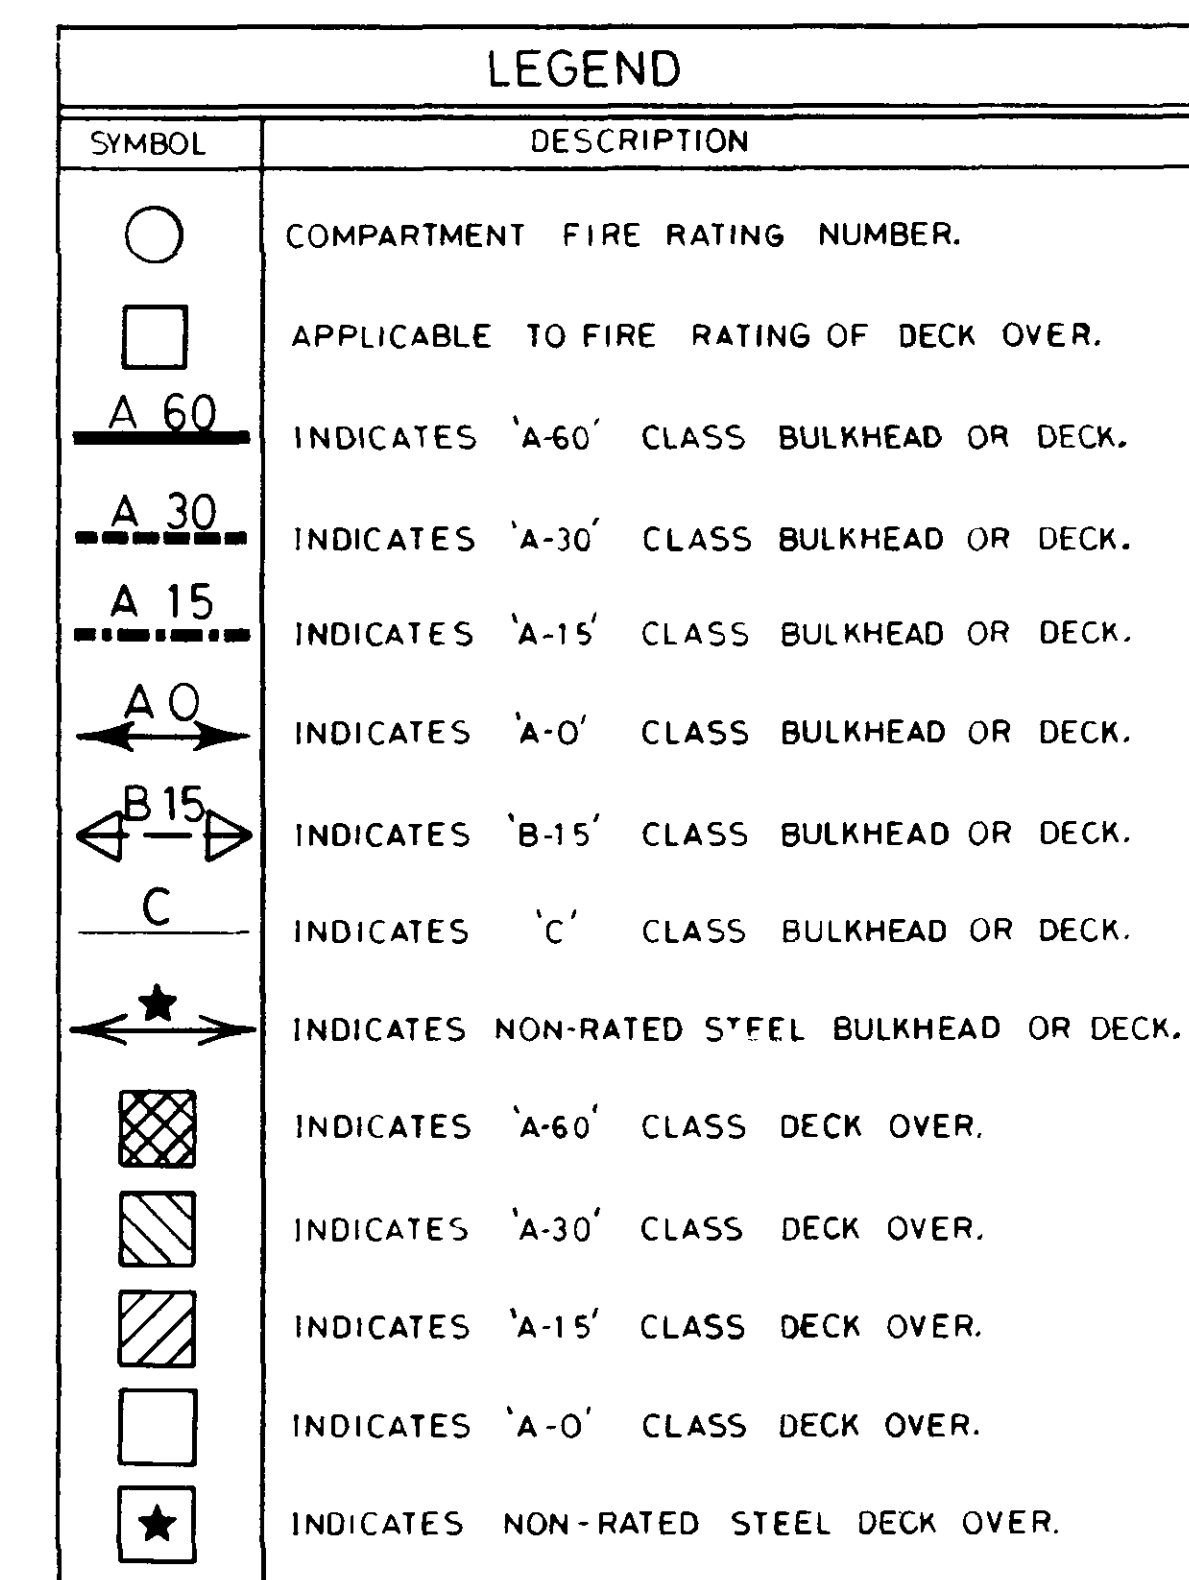 LEGEND
SYMBOL DESCRIPTION
COMPARTMENT FIRE RATING NUMBER.
APPLICABLE TO FIRE RATING OF DECK OVER.
A 60 INDICATES 'A-60' CLASS BULKHEAD OR DECK.
A 30 INDICATES 'A-30' CLASS BULKHEAD OR DECK.
A 15 INDICATES 'A-15' CLASS BULKHEAD OR DECK.
A O INDICATES 'A-O' CLASS BULKHEAD OR DECK.
B 15 INDICATES 'B-15' CLASS BULKHEAD OR DECK.
C INDICATES 'C' CLASS BULKHEAD OR DECK.
INDICATES NON-RATED STEEL BULKHEAD OR DECK.
INDICATES 'A-60' CLASS DECK OVER.
INDICATES 'A-30' CLASS DECK OVER.
INDICATES 'A-15' CLASS DECK OVER.
INDICATES 'A-O' CLASS DECK OVER.
INDICATES NON-RATED STEEL DECK OVER.